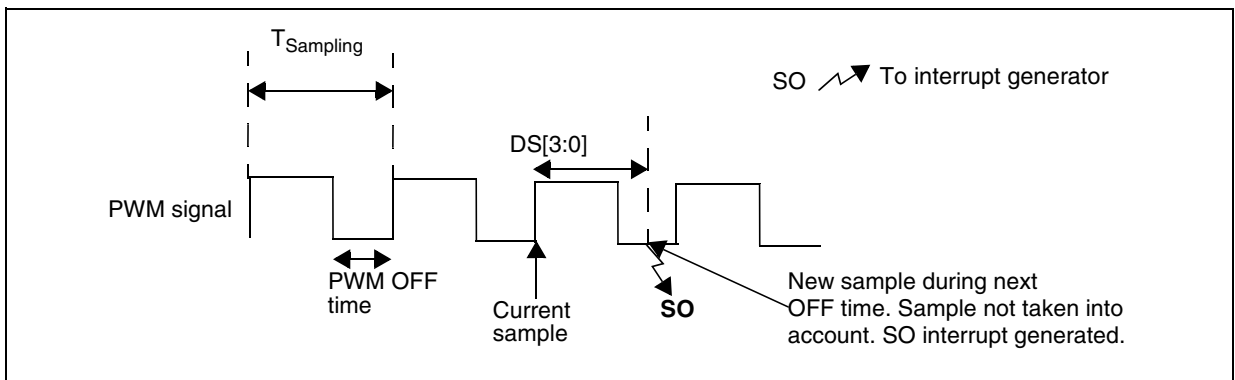 T_Sampling
SO To interrupt generator
DS[3:0]
PWM signal
PWM OFF
time
Current
sample
SO
New sample during next
OFF time. Sample not taken into
account. SO interrupt generated.